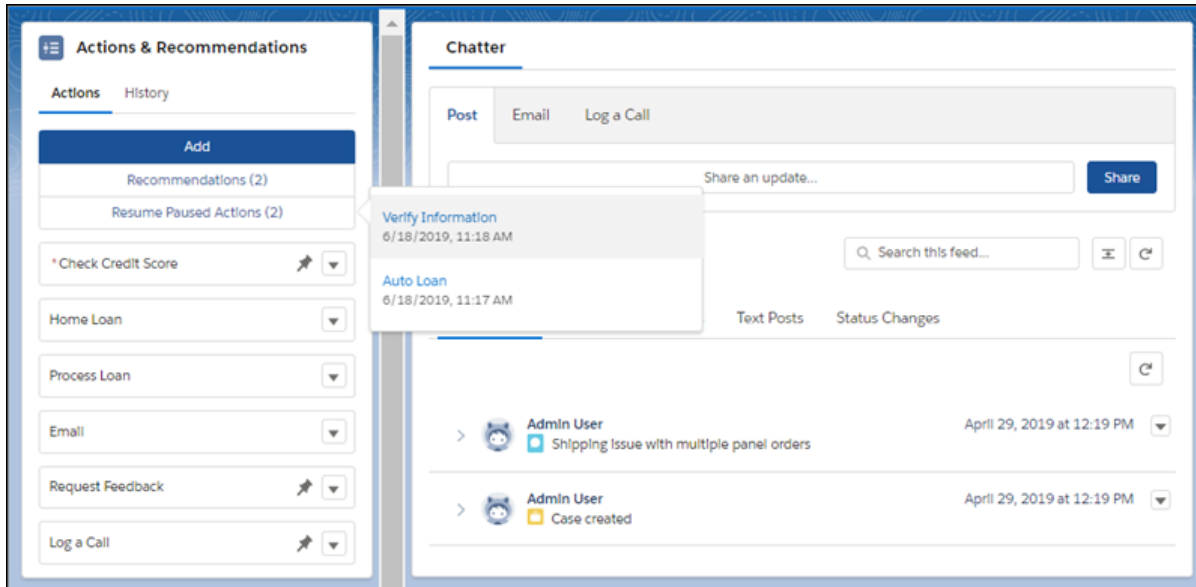 Actions & Recommendations
Actions History
Add
Recommendations (2)
Resume Paused Actions (2)
*Check Credit Score
Home Loan
Process Loan
Email
Request Feedback
Log a Call
Verify Information
6/18/2019, 11:18 AM
Auto Loan
6/18/2019, 11:17 AM
Chatter
Post Email Log a Call
Share an update... Share
Search this feed...
Text Posts Status Changes
Admin User April 29, 2019 at 12:19 PM
Shipping issue with multiple panel orders
Admin User April 29, 2019 at 12:19 PM
Case created